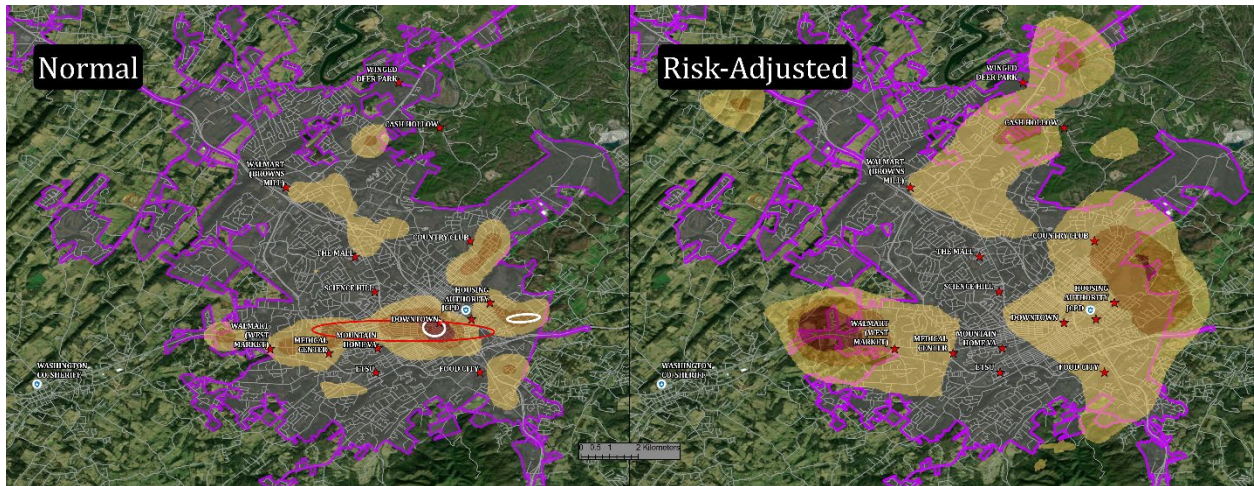 Normal
WINGED
DEER PARK
CASH HOLLOW
WALMART
(BROWNS
MILL)
COUNTRY CLUB
THE MALL
SCIENCE HILL
HOUSING
AUTHORITY
JCPD
DOWNTOWN
WALMART
(WEST
MARKET)
MEDICAL
CENTER
MOUNTAIN
HOME VA
ETSU
FOOD CITY
WASHINGTON
CO. SHERIFF
0 0.5 1 2 Kilometers
Risk-Adjusted
WINGED
DEER PARK
CASH HOLLOW
WALMART
(BROWNS
MILL)
COUNTRY CLUB
THE MALL
SCIENCE HILL
HOUSING
AUTHORITY
JCPD
DOWNTOWN
WALMART
(WEST
MARKET)
MEDICAL
CENTER
MOUNTAIN
HOME VA
ETSU
FOOD CITY
WASHINGTON
CO. SHERIFF